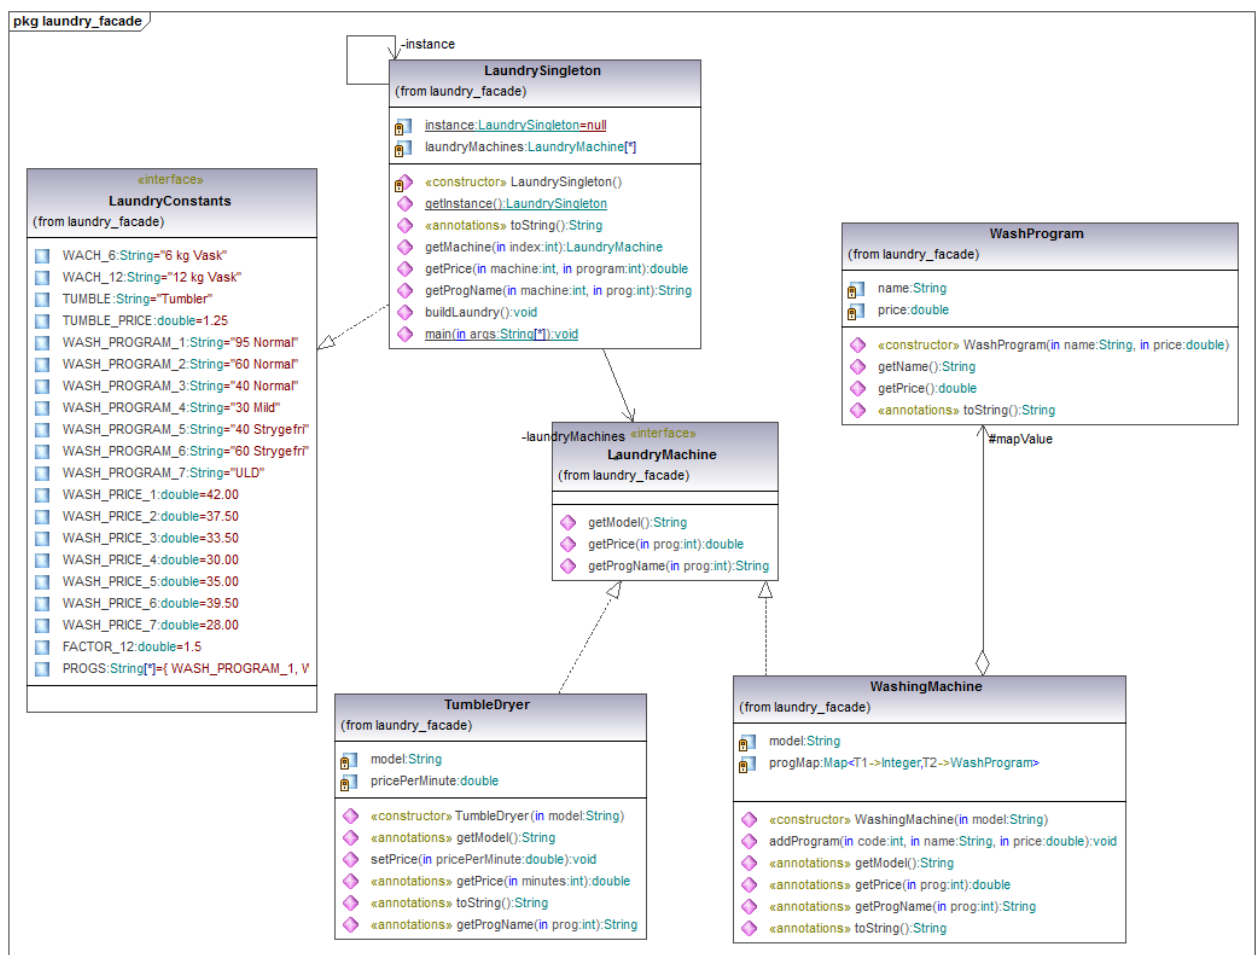 pkg laundry_facade
-instance
LaundrySingleton
(from laundry_facade)
instance:LaundrySingleton=null
laundryMachines:LaundryMachine[*]
«constructor» LaundrySingleton()
getInstance():LaundrySingleton
«annotations» toString():String
getMachine(in index:int):LaundryMachine
getPrice(in machine:int, in program:int):double
getProgName(in machine:int, in prog:int):String
buildLaundry():void
main(in args:String[*]):void
«interface»
LaundryConstants
(from laundry_facade)
WACH_6:String="6 kg Vask"
WACH_12:String="12 kg Vask"
TUMBLE:String="Tumbler"
TUMBLE_PRICE:double=1.25
WASH_PROGRAM_1:String="95 Normal"
WASH_PROGRAM_2:String="60 Normal"
WASH_PROGRAM_3:String="40 Normal"
WASH_PROGRAM_4:String="30 Mild"
WASH_PROGRAM_5:String="40 Strygefri"
WASH_PROGRAM_6:String="60 Strygefri"
WASH_PROGRAM_7:String="ULD"
WASH_PRICE_1:double=42.00
WASH_PRICE_2:double=37.50
WASH_PRICE_3:double=33.50
WASH_PRICE_4:double=30.00
WASH_PRICE_5:double=35.00
WASH_PRICE_6:double=39.50
WASH_PRICE_7:double=28.00
FACTOR_12:double=1.5
PROGS:String[*]={ WASH_PROGRAM_1, W
WashProgram
(from laundry_facade)
name:String
price:double
«constructor» WashProgram(in name:String, in price:double)
getName():String
getPrice():double
«annotations» toString():String
#mapValue
-laundryMachines
«interface»
LaundryMachine
(from laundry_facade)
getModel():String
getPrice(in prog:int):double
getProgName(in prog:int):String
TumbleDryer
(from laundry_facade)
model:String
pricePerMinute:double
«constructor» TumbleDryer(in model:String)
«annotations» getModel():String
setPrice(in pricePerMinute:double):void
«annotations» getPrice(in minutes:int):double
«annotations» toString():String
«annotations» getProgName(in prog:int):String
WashingMachine
(from laundry_facade)
model:String
progMap:Map<T1->Integer,T2->WashProgram>
«constructor» WashingMachine(in model:String)
addProgram(in code:int, in name:String, in price:double):void
«annotations» getModel():String
«annotations» getPrice(in prog:int):double
«annotations» getProgName(in prog:int):String
«annotations» toString():String